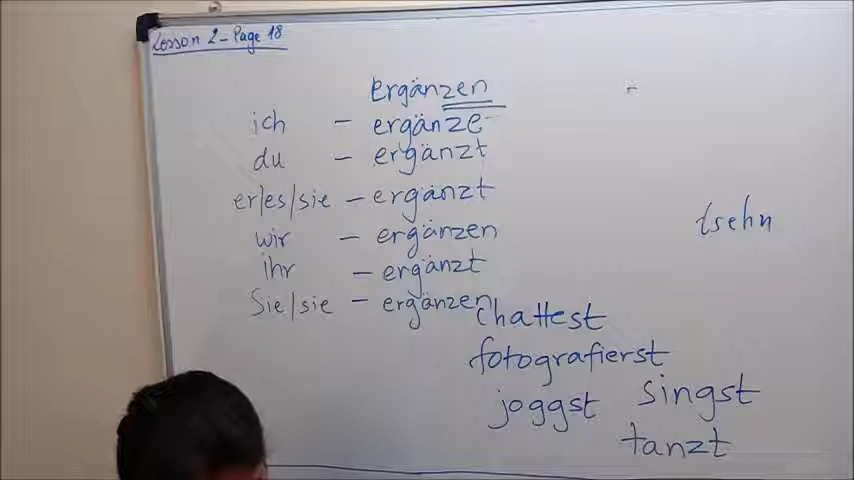 Lesson 2 - Page 18
ergänzen
ich - ergänze
du - ergänzt
er/es/sie - ergänzt
wir - ergänzen
ihr - ergänzt
Sie/sie - ergänzen
tsehn
chattest
fotografierst
joggst singst
tanzt